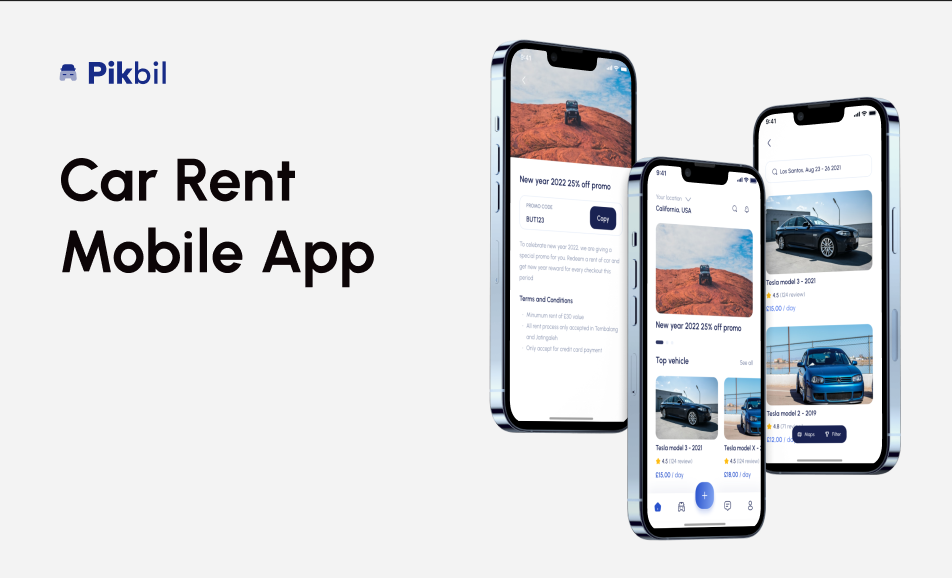 Pikbil
Car Rent
Mobile App
9:41
New year 2022 25% off promo
PROMO CODE
BUT123
Copy
To celebrate new year 2022, we are giving a
special promo for you. Redeem a rent of car and
get new year reward for every checkout this
period
Terms and Conditions
Minumum rent of £30 value
All rent process only accepted in Tembalang
and Jatingaleh
Only accept for credit card payment
9:41
Your location
California, USA
New year 2022 25% off promo
Top vehicle
See all
Tesla model 3 - 2021
4.5 (124 review)
£15.00 / day
Tesla model X -
4.5 (124 review)
£18.00 / day
9:41
Los Santos, Aug 23 - 26 2021
Tesla model 3 - 2021
4.5 (124 review)
£15.00 / day
Tesla model 2 - 2019
4.8 (71
£12.00 / da
Maps
Filter